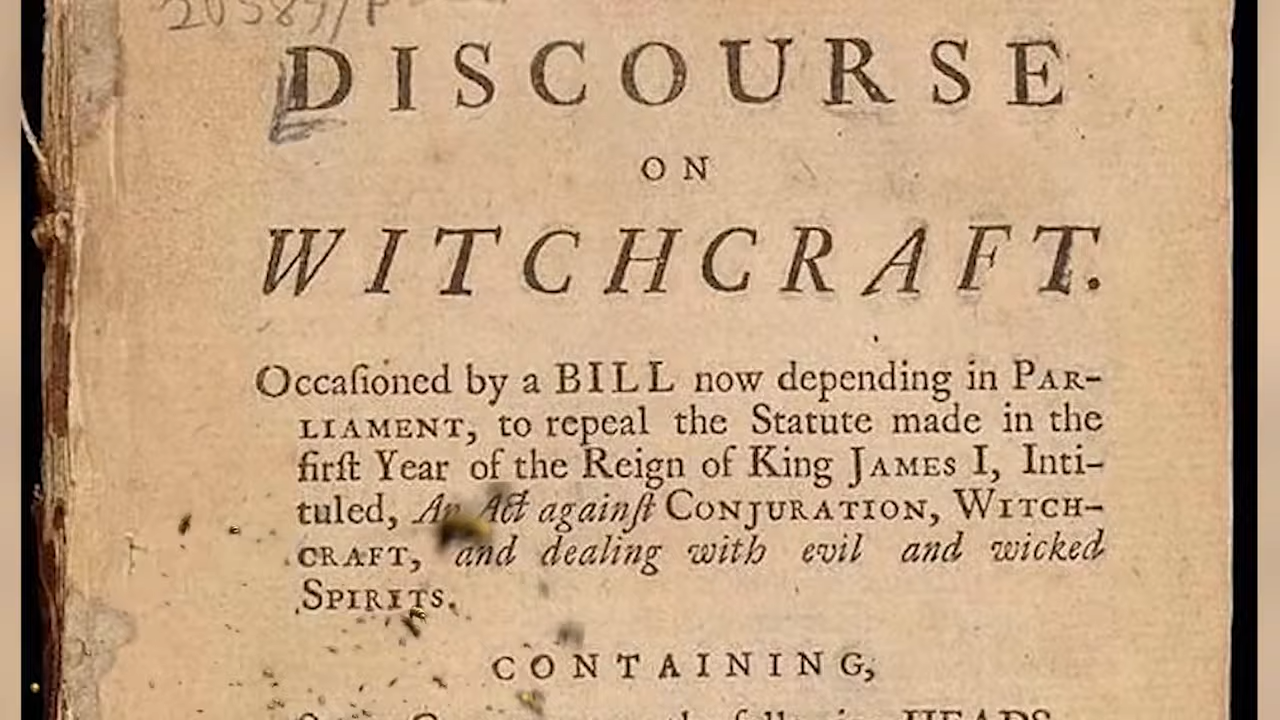 DISCOURSE
ON
WITCHCRAFT.
Occaſioned by a BILL now depending in PAR-
LIAMENT, to repeal the Statute made in the
firſt Year of the Reign of King JAMES I, Inti-
tuled, An Act againſt CONJURATION, WITCH-
CRAFT, and dealing with evil and wicked
SPIRITS.
CONTAINING,
following HEADS